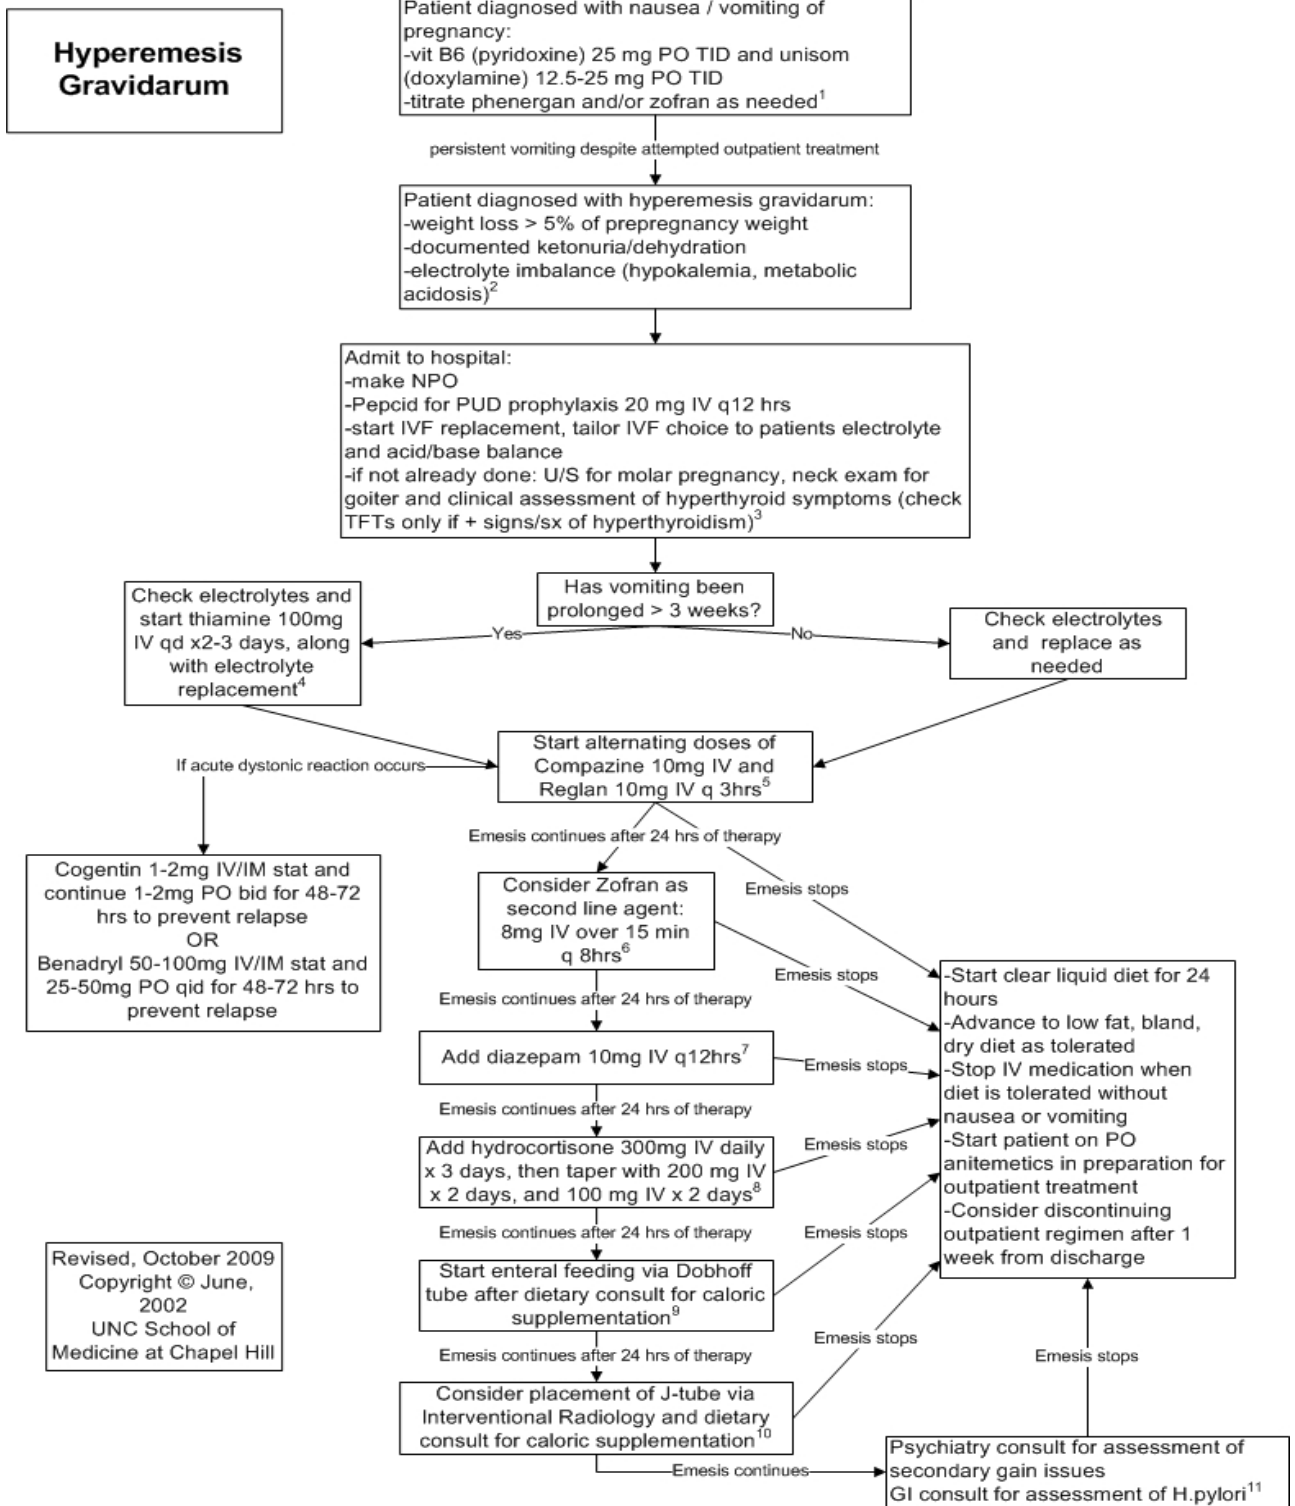 Hyperemesis
Gravidarum
Patient diagnosed with nausea / vomiting of
pregnancy:
-vit B6 (pyridoxine) 25 mg PO TID and unisom
(doxylamine) 12.5-25 mg PO TID
-titrate phenergan and/or zofran as needed1
persistent vomiting despite attempted outpatient treatment
Patient diagnosed with hyperemesis gravidarum:
-weight loss > 5% of prepregnancy weight
-documented ketonuria/dehydration
-electrolyte imbalance (hypokalemia, metabolic
acidosis)2
Admit to hospital:
-make NPO
-Pepcid for PUD prophylaxis 20 mg IV q12 hrs
-start IVF replacement, tailor IVF choice to patients electrolyte
and acid/base balance
-if not already done: U/S for molar pregnancy, neck exam for
goiter and clinical assessment of hyperthyroid symptoms (check
TFTs only if + signs/sx of hyperthyroidism)3
Has vomiting been
prolonged > 3 weeks?
Yes
No
Check electrolytes and
start thiamine 100mg
IV qd x2-3 days, along
with electrolyte
replacement4
Check electrolytes
and replace as
needed
Start alternating doses of
Compazine 10mg IV and
Reglan 10mg IV q 3hrs5
If acute dystonic reaction occurs
Cogentin 1-2mg IV/IM stat and
continue 1-2mg PO bid for 48-72
hrs to prevent relapse
OR
Benadryl 50-100mg IV/IM stat and
25-50mg PO qid for 48-72 hrs to
prevent relapse
Emesis continues after 24 hrs of therapy
Emesis stops
Consider Zofran as
second line agent:
8mg IV over 15 min
q 8hrs6
Emesis stops
Emesis continues after 24 hrs of therapy
Add diazepam 10mg IV q12hrs7
Emesis stops
Emesis continues after 24 hrs of therapy
Add hydrocortisone 300mg IV daily
x 3 days, then taper with 200 mg IV
x 2 days, and 100 mg IV x 2 days8
Emesis stops
Emesis continues after 24 hrs of therapy
Start enteral feeding via Dobhoff
tube after dietary consult for caloric
supplementation9
Emesis stops
Emesis continues after 24 hrs of therapy
Consider placement of J-tube via
Interventional Radiology and dietary
consult for caloric supplementation10
Emesis stops
Emesis continues
Psychiatry consult for assessment of
secondary gain issues
GI consult for assessment of H.pylori11
Emesis stops
-Start clear liquid diet for 24
hours
-Advance to low fat, bland,
dry diet as tolerated
-Stop IV medication when
diet is tolerated without
nausea or vomiting
-Start patient on PO
anitemetics in preparation for
outpatient treatment
-Consider discontinuing
outpatient regimen after 1
week from discharge
Revised, October 2009
Copyright © June,
2002
UNC School of
Medicine at Chapel Hill